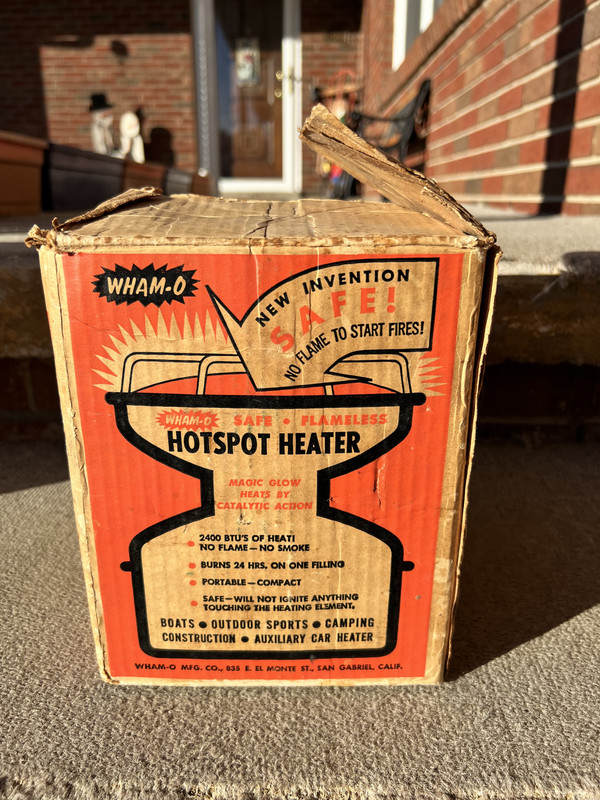 WHAM-O
NEW INVENTION
SAFE!
NO FLAME TO START FIRES!
WHAM-O SAFE • FLAMELESS
HOTSPOT HEATER
MAGIC GLOW
HEATS BY
CATALYTIC ACTION
• 2400 BTU'S OF HEAT!
NO FLAME—NO SMOKE
• BURNS 24 HRS, ON ONE FILLING
• PORTABLE—COMPACT
• SAFE—WILL NOT IGNITE ANYTHING
TOUCHING THE HEATING ELEMENT.
BOATS • OUTDOOR SPORTS • CAMPING
CONSTRUCTION • AUXILIARY CAR HEATER
WHAM-O MFG. CO., 835 E. EL MONTE ST., SAN GABRIEL, CALIF.